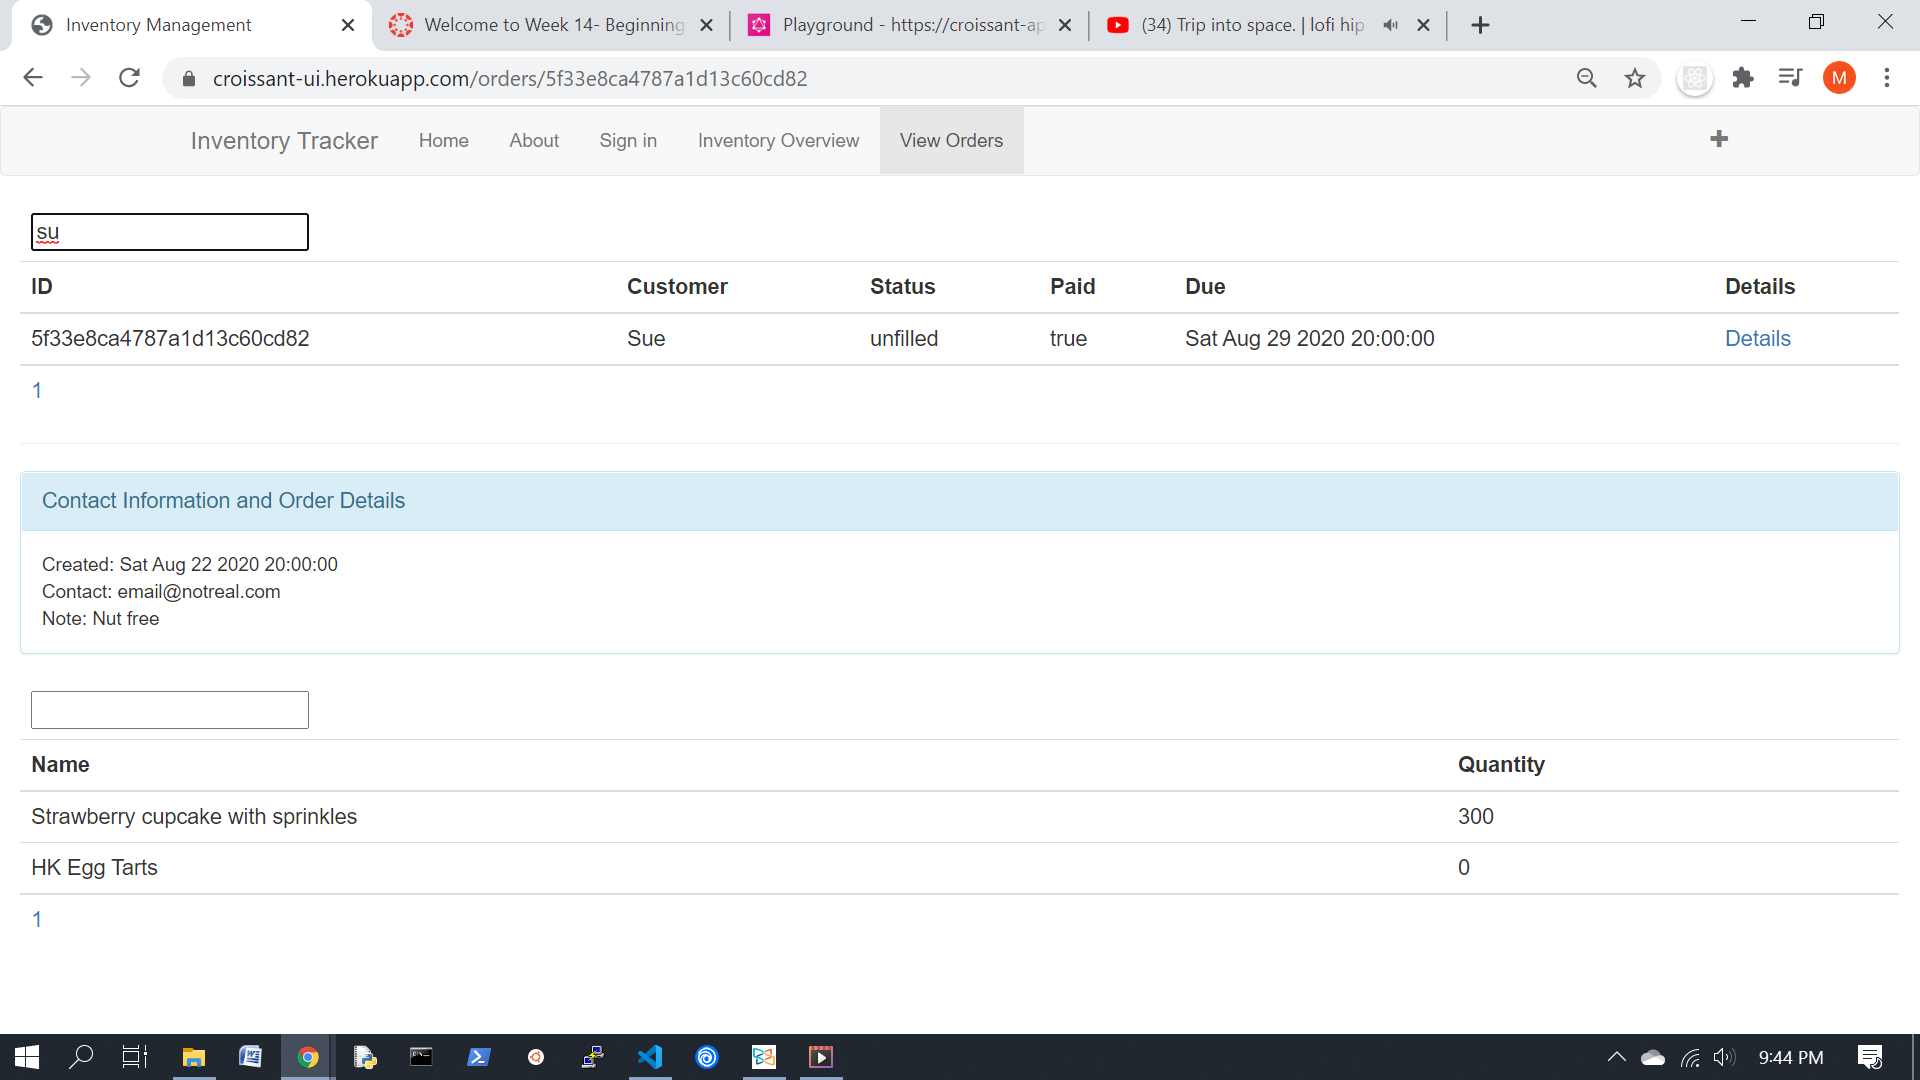 Inventory Management
Welcome to Week 14- Beginning
Playground - https://croissant-ap
(34) Trip into space. | lofi hip
croissant-ui.herokuapp.com/orders/5f33e8ca4787a1d13c60cd82
M
Inventory Tracker Home About Sign in Inventory Overview View Orders
su
ID Customer Status Paid Due Details
5f33e8ca4787a1d13c60cd82 Sue unfilled true Sat Aug 29 2020 20:00:00 Details
1
Contact Information and Order Details
Created: Sat Aug 22 2020 20:00:00
Contact: email@notreal.com
Note: Nut free
Name Quantity
Strawberry cupcake with sprinkles 300
HK Egg Tarts 0
1
9:44 PM